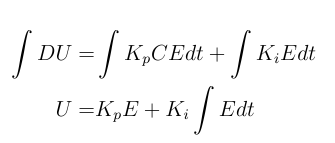 ∫ DU = ∫ K_p CEdt + ∫ K_i Edt
U = K_p E + K_i ∫ Edt